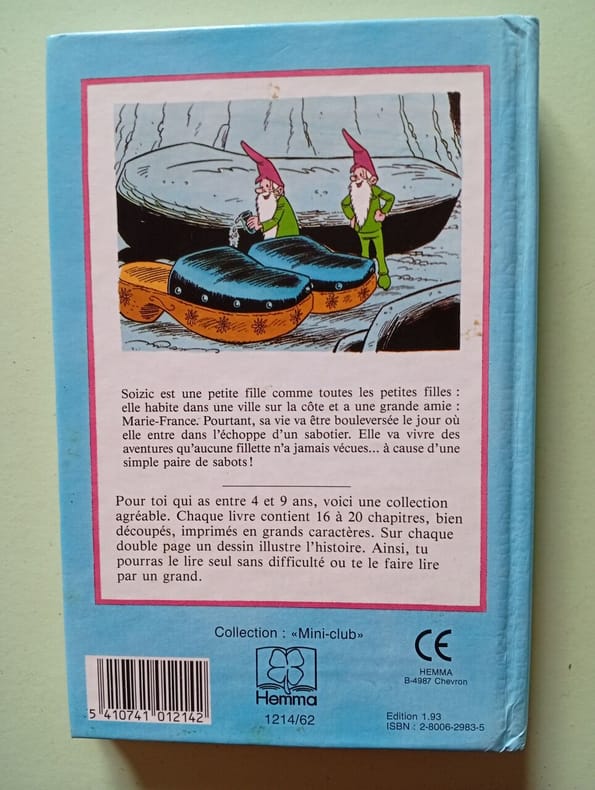 Soizic est une petite fille comme toutes les petites filles :
elle habite dans une ville sur la côte et a une grande amie :
Marie-France. Pourtant, sa vie va être bouleversée le jour où
elle entre dans l'échoppe d'un sabotier. Elle va vivre des
aventures qu'aucune fillette n'a jamais vécues... à cause d'une
simple paire de sabots !
Pour toi qui as entre 4 et 9 ans, voici une collection
agréable. Chaque livre contient 16 à 20 chapitres, bien
découpés, imprimés en grands caractères. Sur chaque
double page un dessin illustre l'histoire. Ainsi, tu
pourras le lire seul sans difficulté ou te le faire lire
par un grand.
Collection : «Mini-club»
Hemma
1214/62
5 410741 012142
CE
HEMMA
B-4987 Chevron
Edition 1.93
ISBN : 2-8006-2983-5